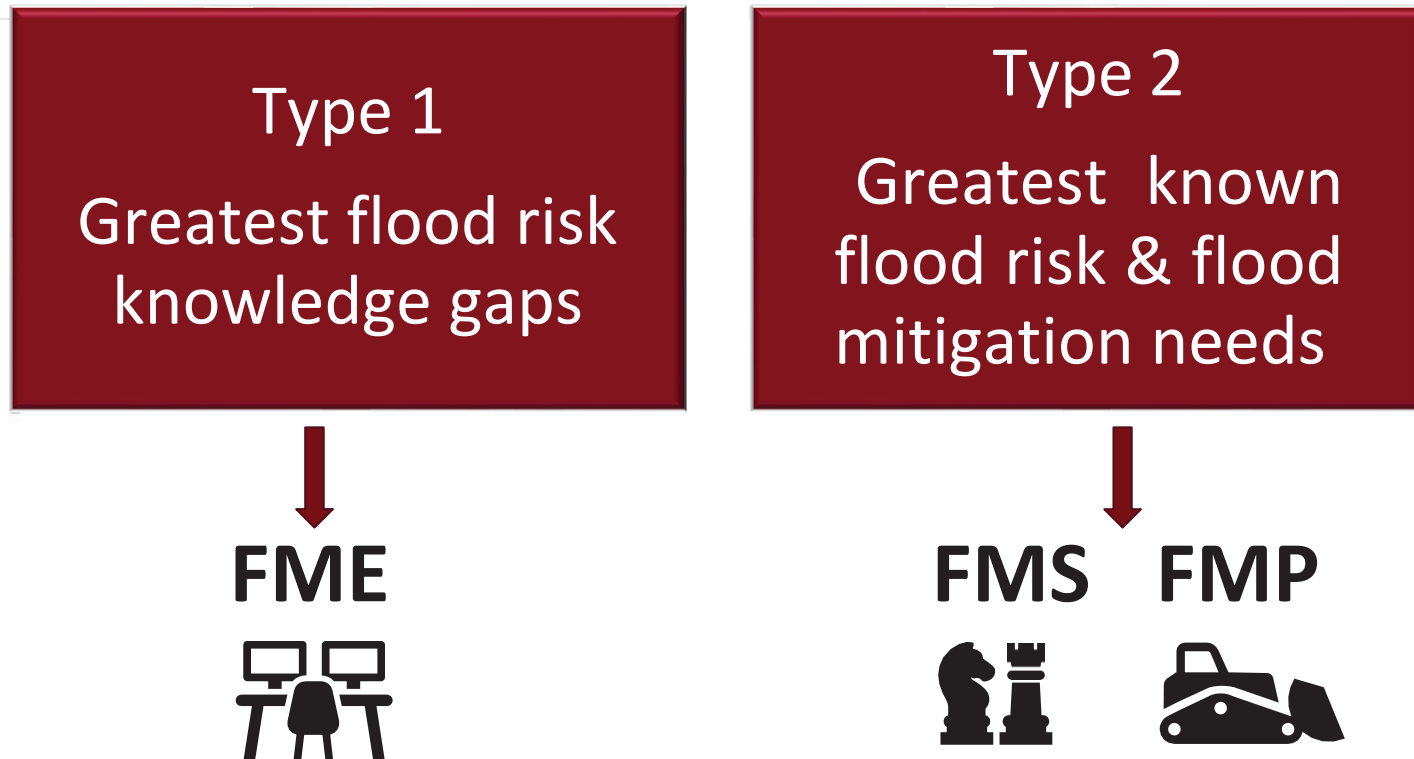 Type 1
Greatest flood risk
knowledge gaps
FME
Type 2
Greatest known
flood risk & flood
mitigation needs
FMS FMP